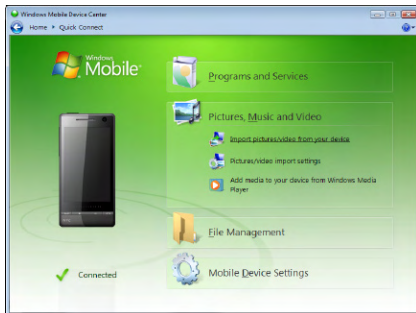 Windows Mobile Device Center
Home ▸ Quick Connect
Windows
Mobile®
Programs and Services
Pictures, Music and Video
Import pictures/video from your device
Pictures/video import settings
Add media to your device from Windows Media
Player
File Management
Mobile Device Settings
Connected